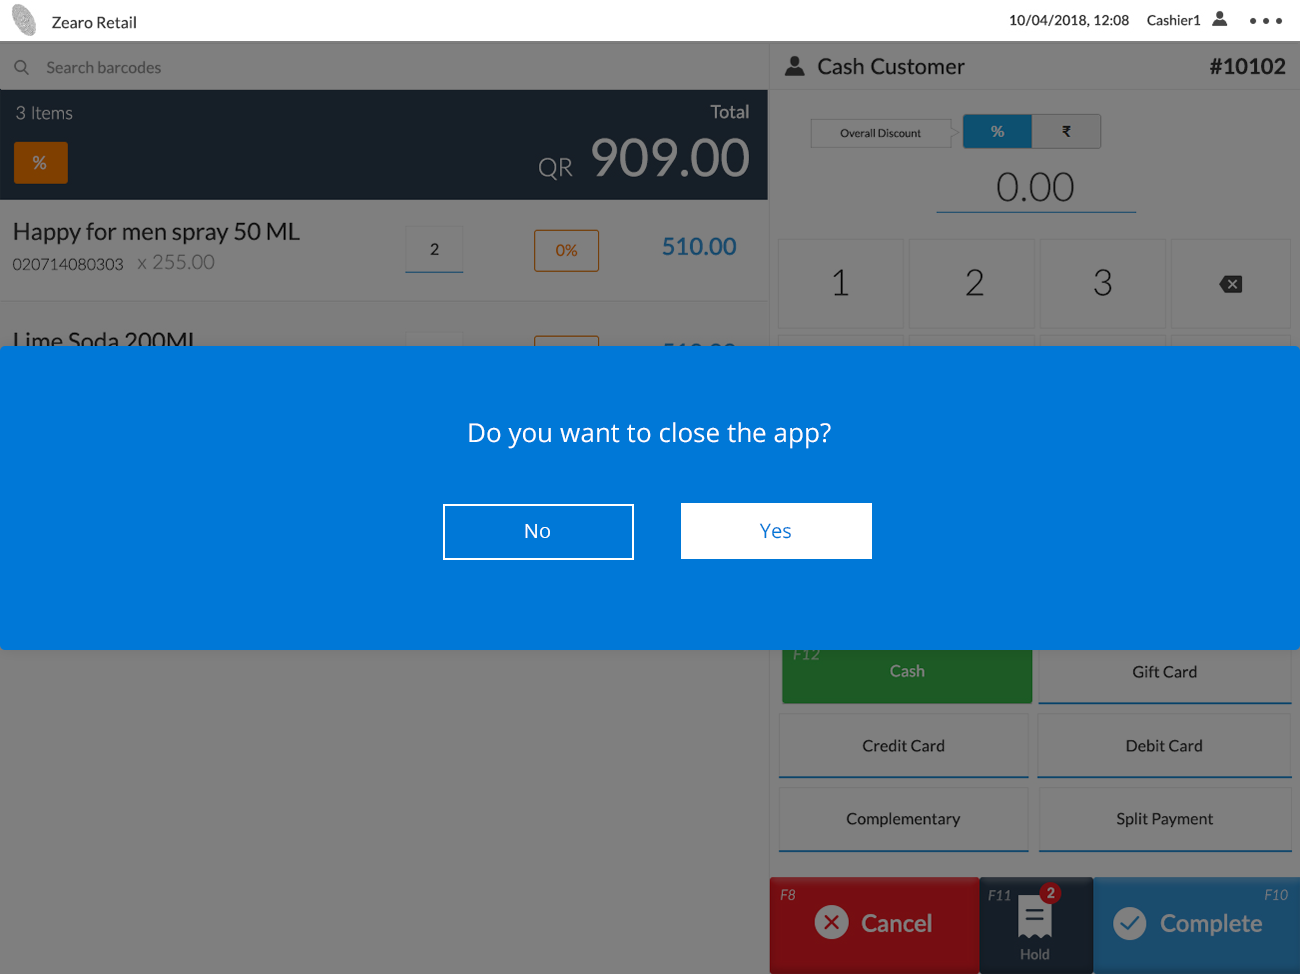 Zearo Retail
10/04/2018, 12:08 Cashier1
Search barcodes
Cash Customer #10102
3 Items
Total
%
QR 909.00
Overall Discount % ₹
0.00
Happy for men spray 50 ML
020714080303 x 255.00
2
0%
510.00
1 2 3
Lime Soda 200ML
Do you want to close the app?
No Yes
F12
Cash
Gift Card
Credit Card
Debit Card
Complementary
Split Payment
F8
Cancel
F11
2
Hold
F10
Complete